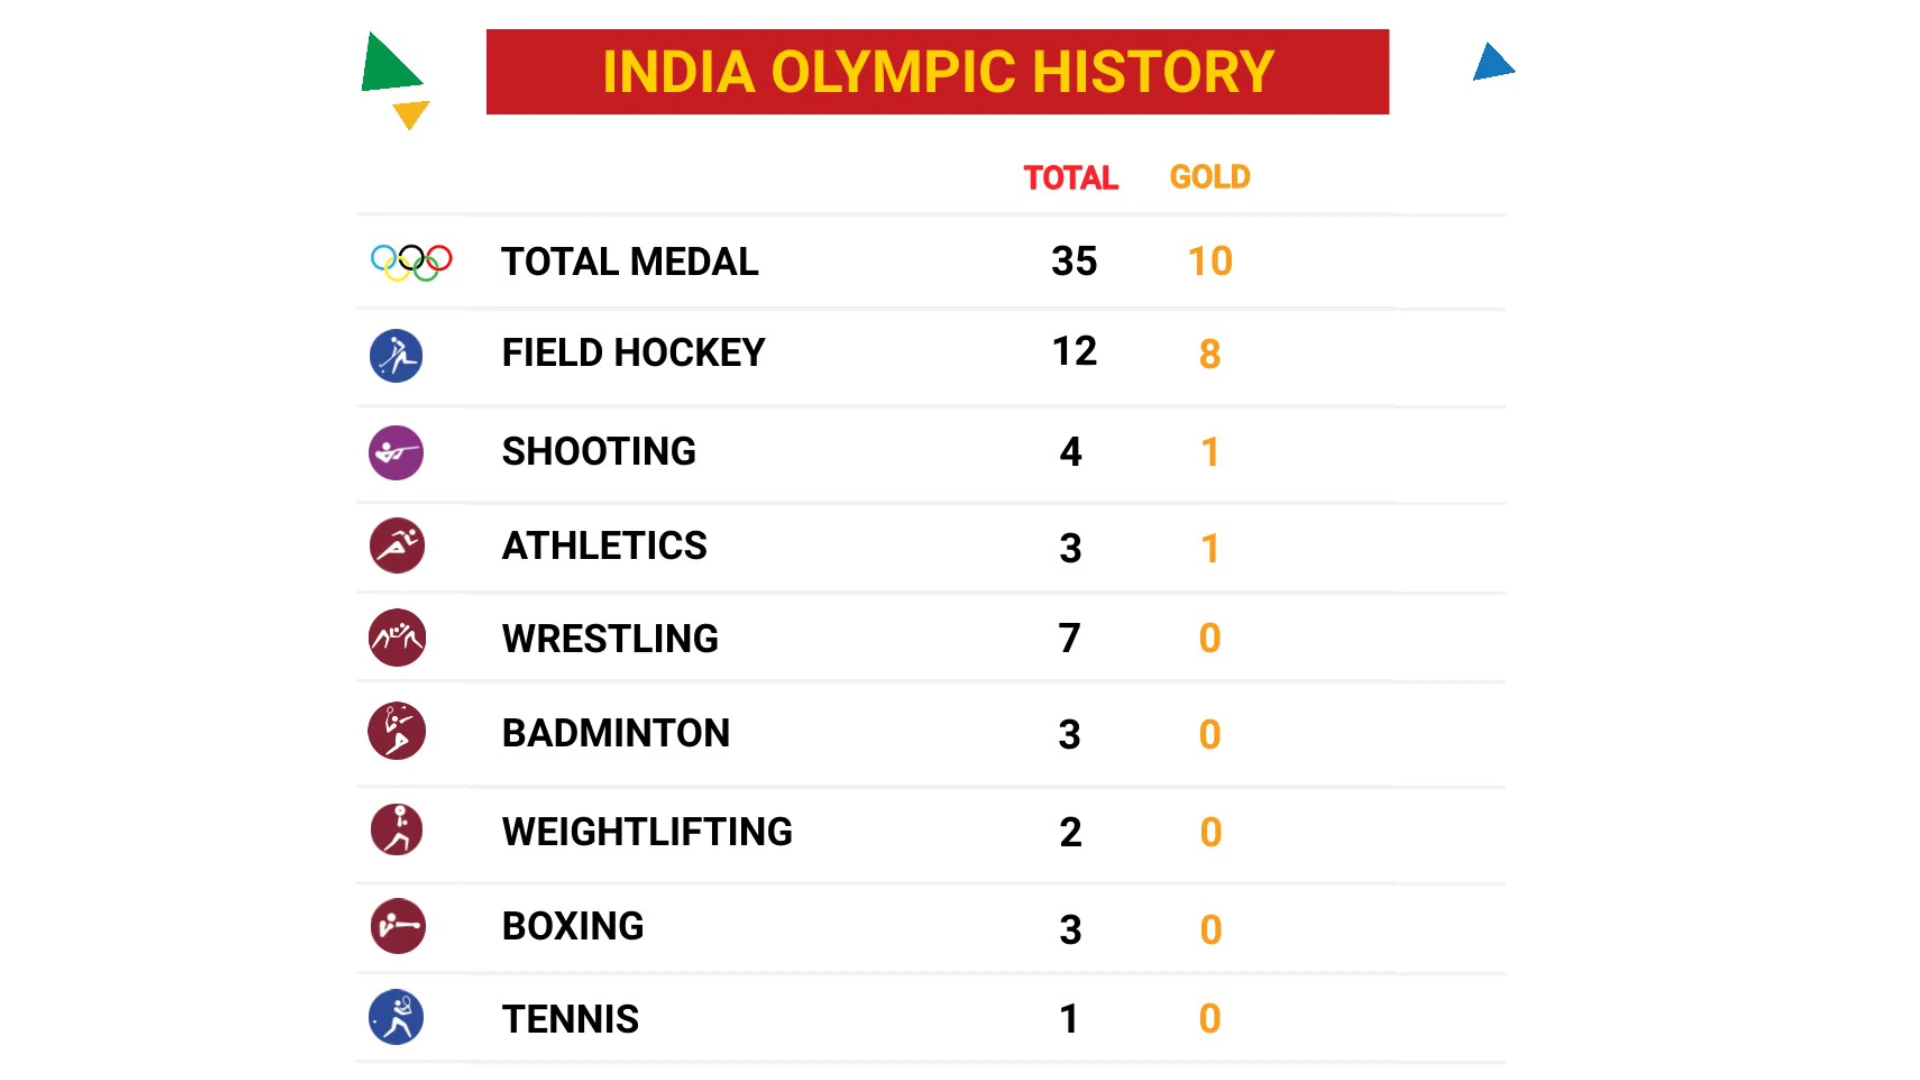 INDIA OLYMPIC HISTORY
TOTAL GOLD
TOTAL MEDAL 35 10
FIELD HOCKEY 12 8
SHOOTING 4 1
ATHLETICS 3 1
WRESTLING 7 0
BADMINTON 3 0
WEIGHTLIFTING 2 0
BOXING 3 0
TENNIS 1 0